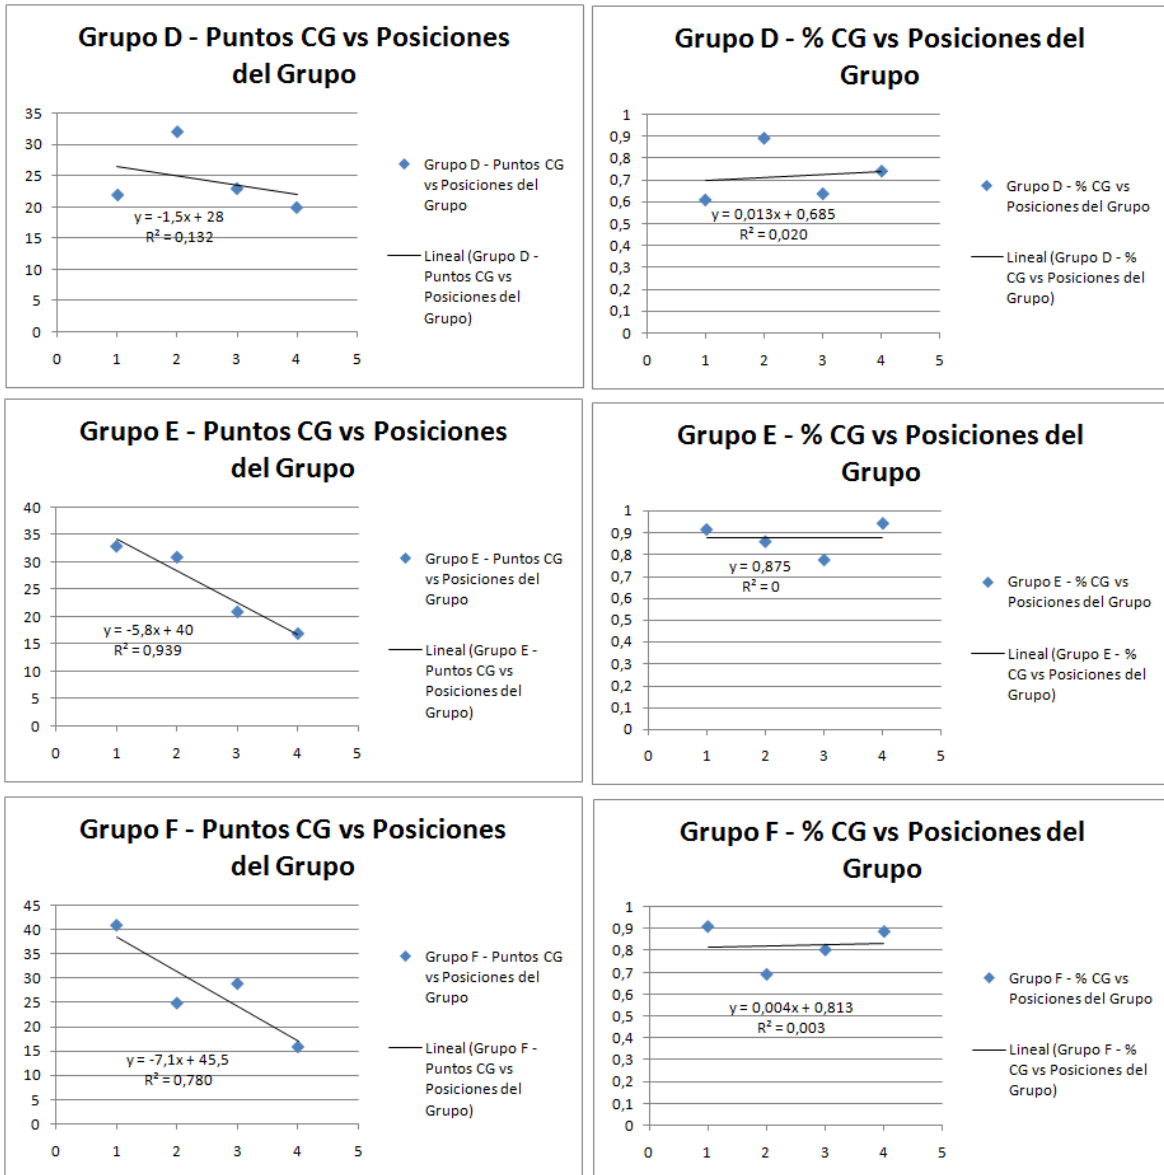 Grupo D - Puntos CG vs Posiciones
del Grupo
35
30
25
20
15
10
5
0
0 1 2 3 4 5
y = -1,5x + 28
R² = 0,132
Grupo D - Puntos CG
vs Posiciones del
Grupo
Lineal (Grupo D -
Puntos CG vs
Posiciones del
Grupo)
Grupo D - % CG vs Posiciones del
Grupo
1
0,9
0,8
0,7
0,6
0,5
0,4
0,3
0,2
0,1
0
0 1 2 3 4 5
y = 0,013x + 0,685
R² = 0,020
Grupo D - % CG vs
Posiciones del Grupo
Lineal (Grupo D - %
CG vs Posiciones del
Grupo)
Grupo E - Puntos CG vs Posiciones
del Grupo
40
35
30
25
20
15
10
5
0
0 1 2 3 4 5
y = -5,8x + 40
R² = 0,939
Grupo E - Puntos CG
vs Posiciones del
Grupo
Lineal (Grupo E -
Puntos CG vs
Posiciones del
Grupo)
Grupo E - % CG vs Posiciones del
Grupo
1
0,9
0,8
0,7
0,6
0,5
0,4
0,3
0,2
0,1
0
0 1 2 3 4 5
y = 0,875
R² = 0
Grupo E - % CG vs
Posiciones del Grupo
Lineal (Grupo E - %
CG vs Posiciones del
Grupo)
Grupo F - Puntos CG vs Posiciones
del Grupo
45
40
35
30
25
20
15
10
5
0
0 1 2 3 4 5
y = -7,1x + 45,5
R² = 0,780
Grupo F - Puntos CG
vs Posiciones del
Grupo
Lineal (Grupo F -
Puntos CG vs
Posiciones del
Grupo)
Grupo F - % CG vs Posiciones del
Grupo
1
0,9
0,8
0,7
0,6
0,5
0,4
0,3
0,2
0,1
0
0 1 2 3 4 5
y = 0,004x + 0,813
R² = 0,003
Grupo F - % CG vs
Posiciones del Grupo
Lineal (Grupo F - %
CG vs Posiciones del
Grupo)